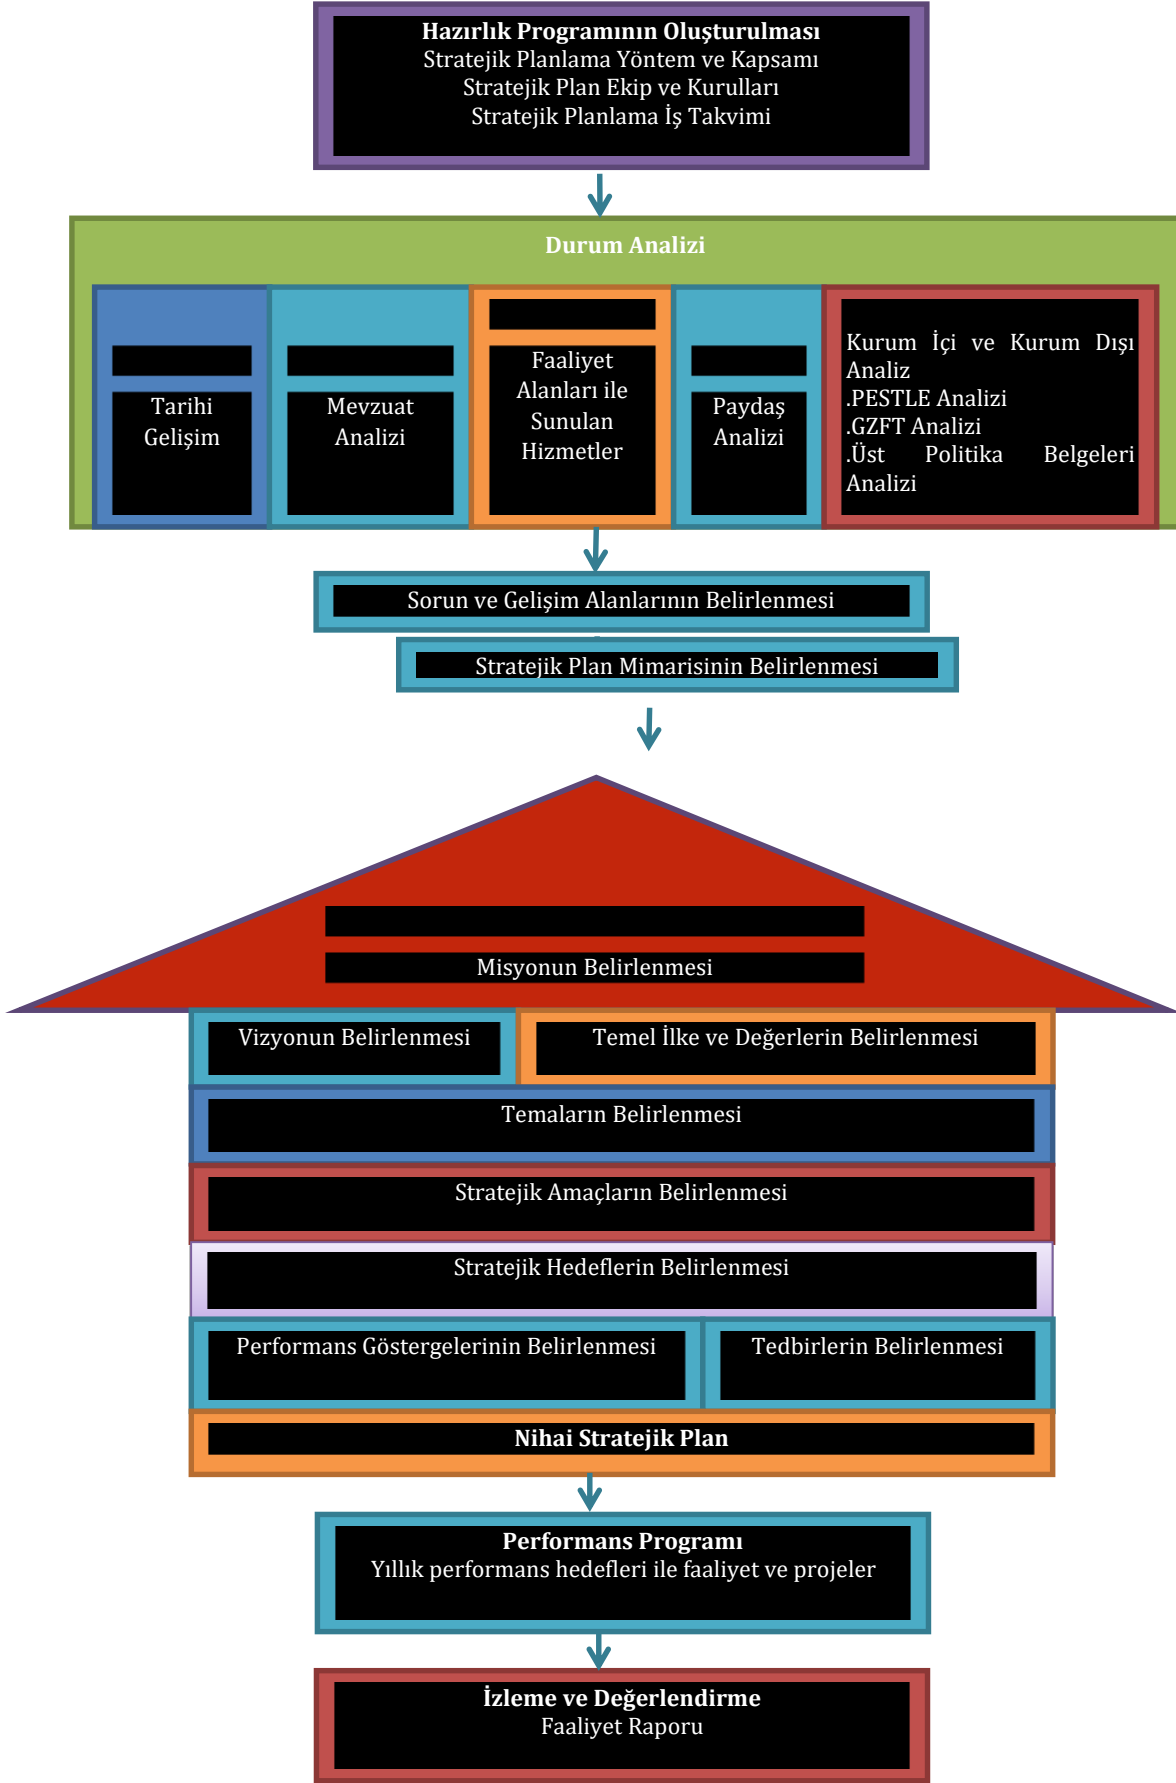 Hazırlık Programının Oluşturulması
Stratejik Planlama Yöntem ve Kapsamı
Stratejik Plan Ekip ve Kurulları
Stratejik Planlama İş Takvimi
Durum Analizi
Tarihi
Gelişim
Mevzuat
Analizi
Faaliyet
Alanları ile
Sunulan
Hizmetler
Paydaş
Analizi
Kurum İçi ve Kurum Dışı
Analiz
.PESTLE Analizi
.GZFT Analizi
.Üst Politika Belgeleri
Analizi
Sorun ve Gelişim Alanlarının Belirlenmesi
Stratejik Plan Mimarisinin Belirlenmesi
Misyonun Belirlenmesi
Vizyonun Belirlenmesi
Temel İlke ve Değerlerin Belirlenmesi
Temaların Belirlenmesi
Stratejik Amaçların Belirlenmesi
Stratejik Hedeflerin Belirlenmesi
Performans Göstergelerinin Belirlenmesi
Tedbirlerin Belirlenmesi
Nihai Stratejik Plan
Performans Programı
Yıllık performans hedefleri ile faaliyet ve projeler
İzleme ve Değerlendirme
Faaliyet Raporu